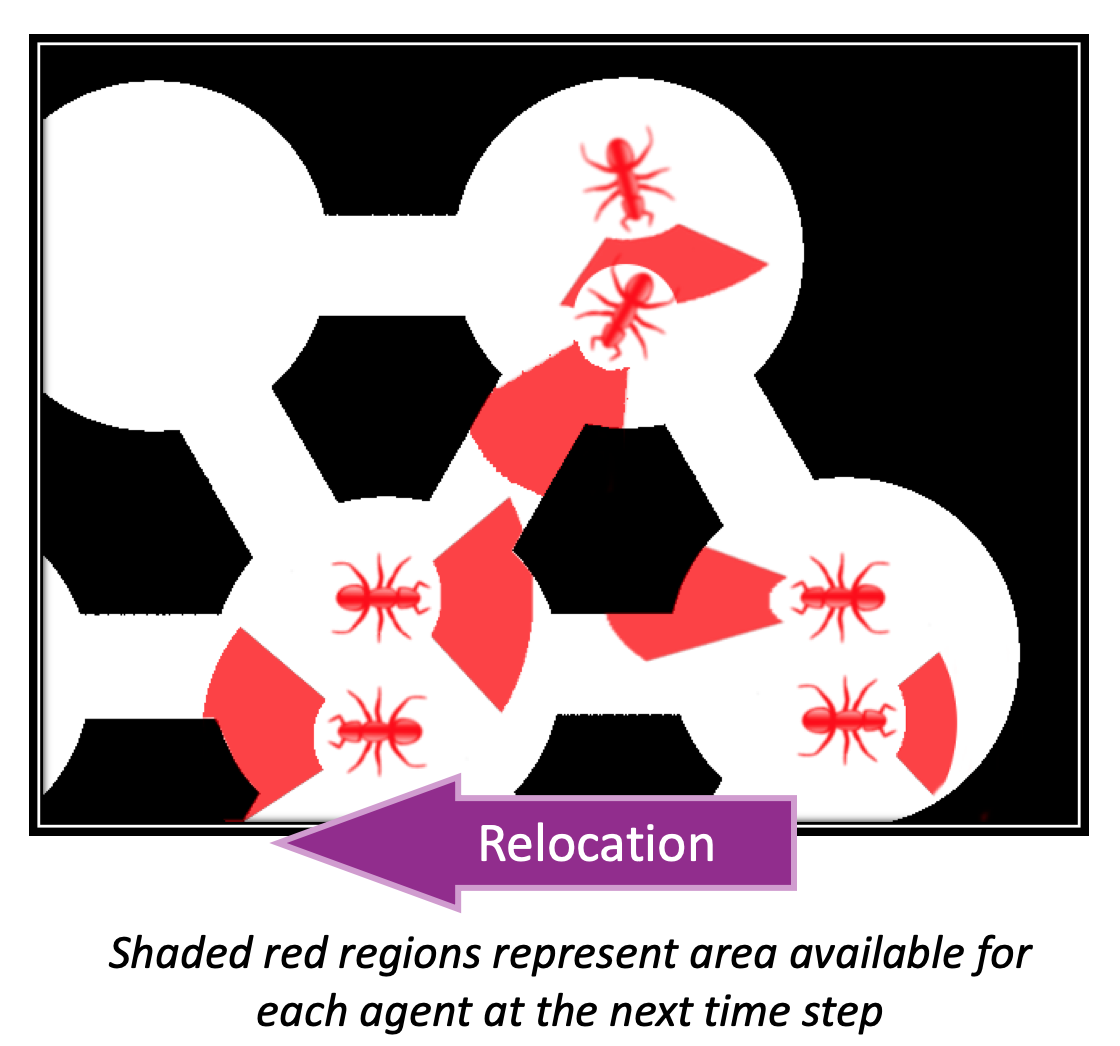 Relocation
Shaded red regions represent area available for
each agent at the next time step